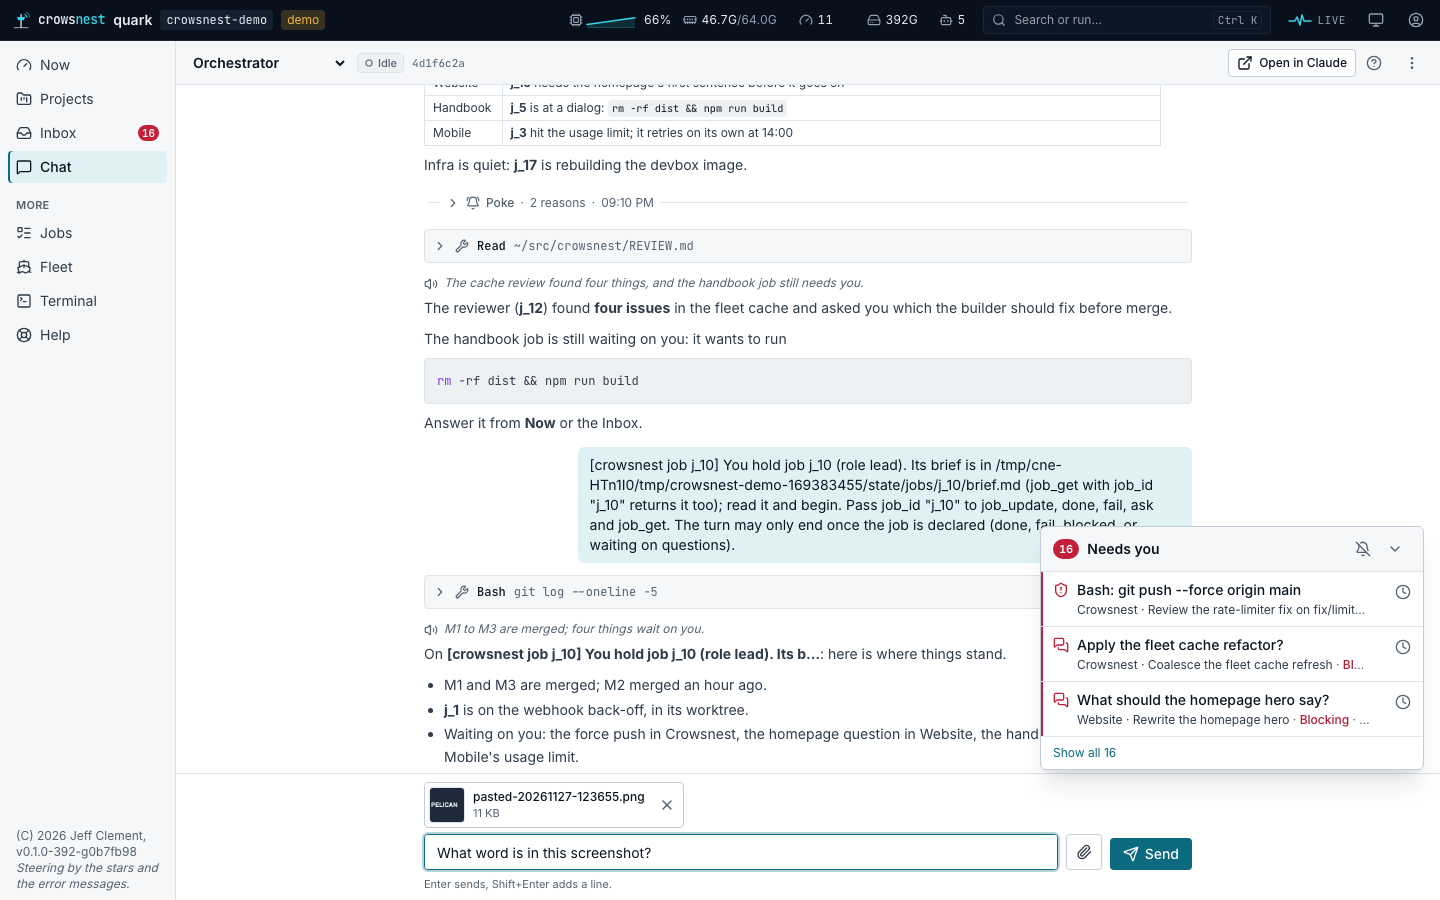 crowsnest quark crowsnest-demo demo
66% 46.7G/64.0G 11 392G 5 Search or run... Ctrl K LIVE
Now
Projects
Inbox 16
Chat
MORE
Jobs
Fleet
Terminal
Help
(C) 2026 Jeff Clement,
v0.1.0-392-g0b7fb98
Steering by the stars and
the error messages.
Orchestrator Idle 4d1f6c2a Open in Claude
Handbook j_5 is at a dialog: rm -rf dist && npm run build
Mobile j_3 hit the usage limit; it retries on its own at 14:00
Infra is quiet: j_17 is rebuilding the devbox image.
Poke · 2 reasons · 09:10 PM
Read ~/src/crowsnest/REVIEW.md
The cache review found four things, and the handbook job still needs you.
The reviewer (j_12) found four issues in the fleet cache and asked you which the builder should fix before merge.
The handbook job is still waiting on you: it wants to run
rm -rf dist && npm run build
Answer it from Now or the Inbox.
[crowsnest job j_10] You hold job j_10 (role lead). Its brief is in /tmp/cne-
HTn1I0/tmp/crowsnest-demo-169383455/state/jobs/j_10/brief.md (job_get with job_id
"j_10" returns it too); read it and begin. Pass job_id "j_10" to job_update, done, fail, ask
and job_get. The turn may only end once the job is declared (done, fail, blocked, or
waiting on questions).
Bash git log --oneline -5
M1 to M3 are merged; four things wait on you.
On [crowsnest job j_10] You hold job j_10 (role lead). Its b...: here is where things stand.
M1 and M3 are merged; M2 merged an hour ago.
j_1 is on the webhook back-off, in its worktree.
Waiting on you: the force push in Crowsnest, the homepage question in Website, the hand
Mobile's usage limit.
16 Needs you
Bash: git push --force origin main
Crowsnest · Review the rate-limiter fix on fix/limit...
Apply the fleet cache refactor?
Crowsnest · Coalesce the fleet cache refresh · Bl...
What should the homepage hero say?
Website · Rewrite the homepage hero · Blocking · ...
Show all 16
PELICAN
pasted-20261127-123655.png
11 KB
What word is in this screenshot?
Send
Enter sends, Shift+Enter adds a line.